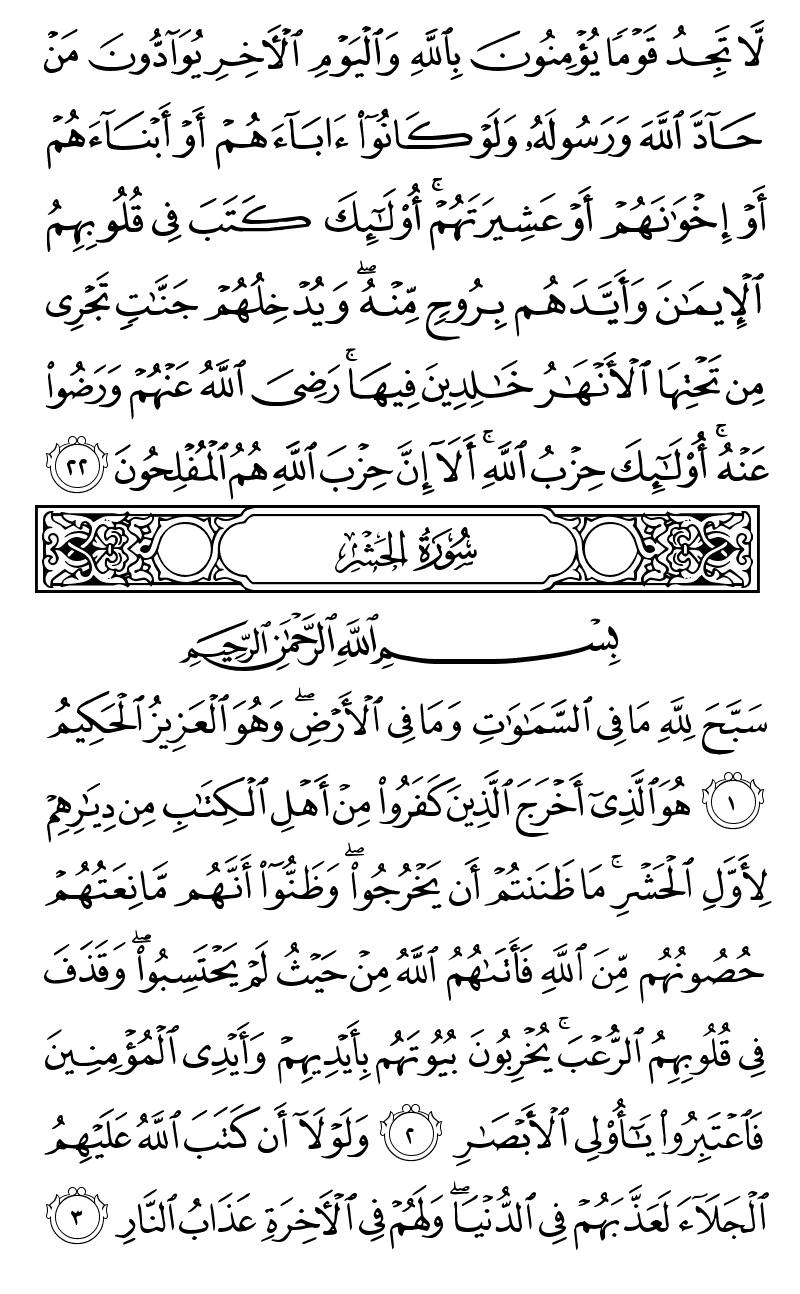 لَّا تَجِدُ قَوْمًا يُؤْمِنُونَ بِٱللَّهِ وَٱلْيَوْمِ ٱلْأَخِرِ يُوَآدُّونَ مَنْ
حَآدَّ ٱللَّهَ وَرَسُولَهُۥ وَلَوْ كَانُوٓا۟ ءَابَآءَهُمْ أَوْ أَبْنَآءَهُمْ
أَوْ إِخْوَٰنَهُمْ أَوْ عَشِيرَتَهُمْ ۚ أُو۟لَـٰٓئِكَ كَتَبَ فِى قُلُوبِهِمُ
ٱلْإِيمَـٰنَ وَأَيَّدَهُم بِرُوحٍ مِّنْهُ ۖ وَيُدْخِلُهُمْ جَنَّـٰتٍ تَجْرِى
مِن تَحْتِهَا ٱلْأَنْهَـٰرُ خَـٰلِدِينَ فِيهَا ۚ رَضِىَ ٱللَّهُ عَنْهُمْ وَرَضُوا۟
عَنْهُ ۚ أُو۟لَـٰٓئِكَ حِزْبُ ٱللَّهِ ۚ أَلَآ إِنَّ حِزْبَ ٱللَّهِ هُمُ ٱلْمُفْلِحُونَ ٢٢
سُورَةُ الحَشْرِ
بِسْمِ ٱللَّهِ ٱلرَّحْمَـٰنِ ٱلرَّحِيمِ
سَبَّحَ لِلَّهِ مَا فِى ٱلسَّمَـٰوَٰتِ وَمَا فِى ٱلْأَرْضِ ۖ وَهُوَ ٱلْعَزِيزُ ٱلْحَكِيمُ
١ هُوَ ٱلَّذِىٓ أَخْرَجَ ٱلَّذِينَ كَفَرُوا۟ مِنْ أَهْلِ ٱلْكِتَـٰبِ مِن دِيَـٰرِهِمْ
لِأَوَّلِ ٱلْحَشْرِ ۚ مَا ظَنَنتُمْ أَن يَخْرُجُوا۟ ۖ وَظَنُّوٓا۟ أَنَّهُم مَّانِعَتُهُمْ
حُصُونُهُم مِّنَ ٱللَّهِ فَأَتَىٰهُمُ ٱللَّهُ مِنْ حَيْثُ لَمْ يَحْتَسِبُوا۟ ۖ وَقَذَفَ
فِى قُلُوبِهِمُ ٱلرُّعْبَ ۚ يُخْرِبُونَ بُيُوتَهُم بِأَيْدِيهِمْ وَأَيْدِى ٱلْمُؤْمِنِينَ
فَٱعْتَبِرُوا۟ يَـٰٓأُو۟لِى ٱلْأَبْصَـٰرِ ٢ وَلَوْلَآ أَن كَتَبَ ٱللَّهُ عَلَيْهِمُ
ٱلْجَلَآءَ لَعَذَّبَهُمْ فِى ٱلدُّنْيَا ۖ وَلَهُمْ فِى ٱلْأَخِرَةِ عَذَابُ ٱلنَّارِ ٣